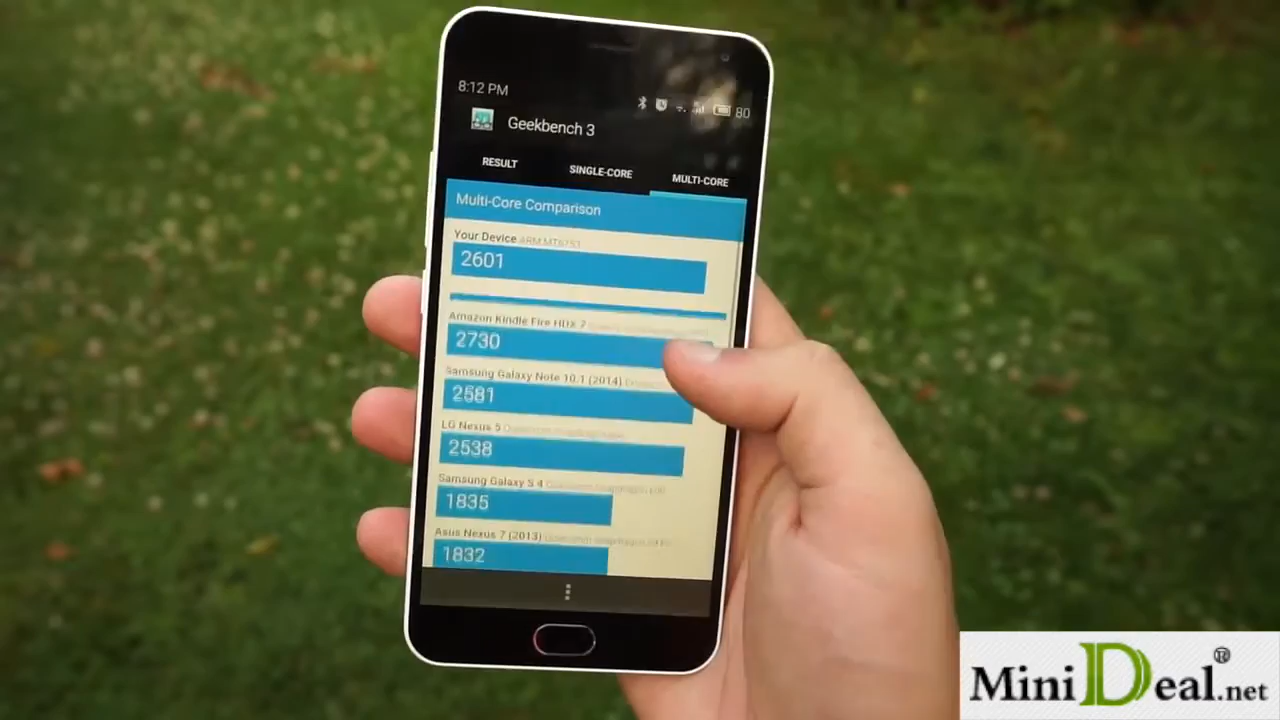 8:12 PM
80
Geekbench 3
RESULT
SINGLE-CORE
MULTI-CORE
Multi-Core Comparison
Your Device ARM MT6753
2601
Amazon Kindle Fire HDX 7
2730
Samsung Galaxy Note 10.1 (2014)
2581
LG Nexus 5
2538
Samsung Galaxy S 4
1835
Asus Nexus 7 (2013)
1832
MiniDeal.net®